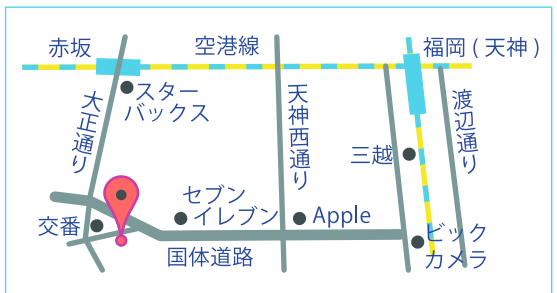 赤坂
空港線
福岡(天神)
スター
バックス
大正通り
天神西通り
渡辺通り
三越
セブン
イレブン
Apple
交番
国体道路
ビック
カメラ